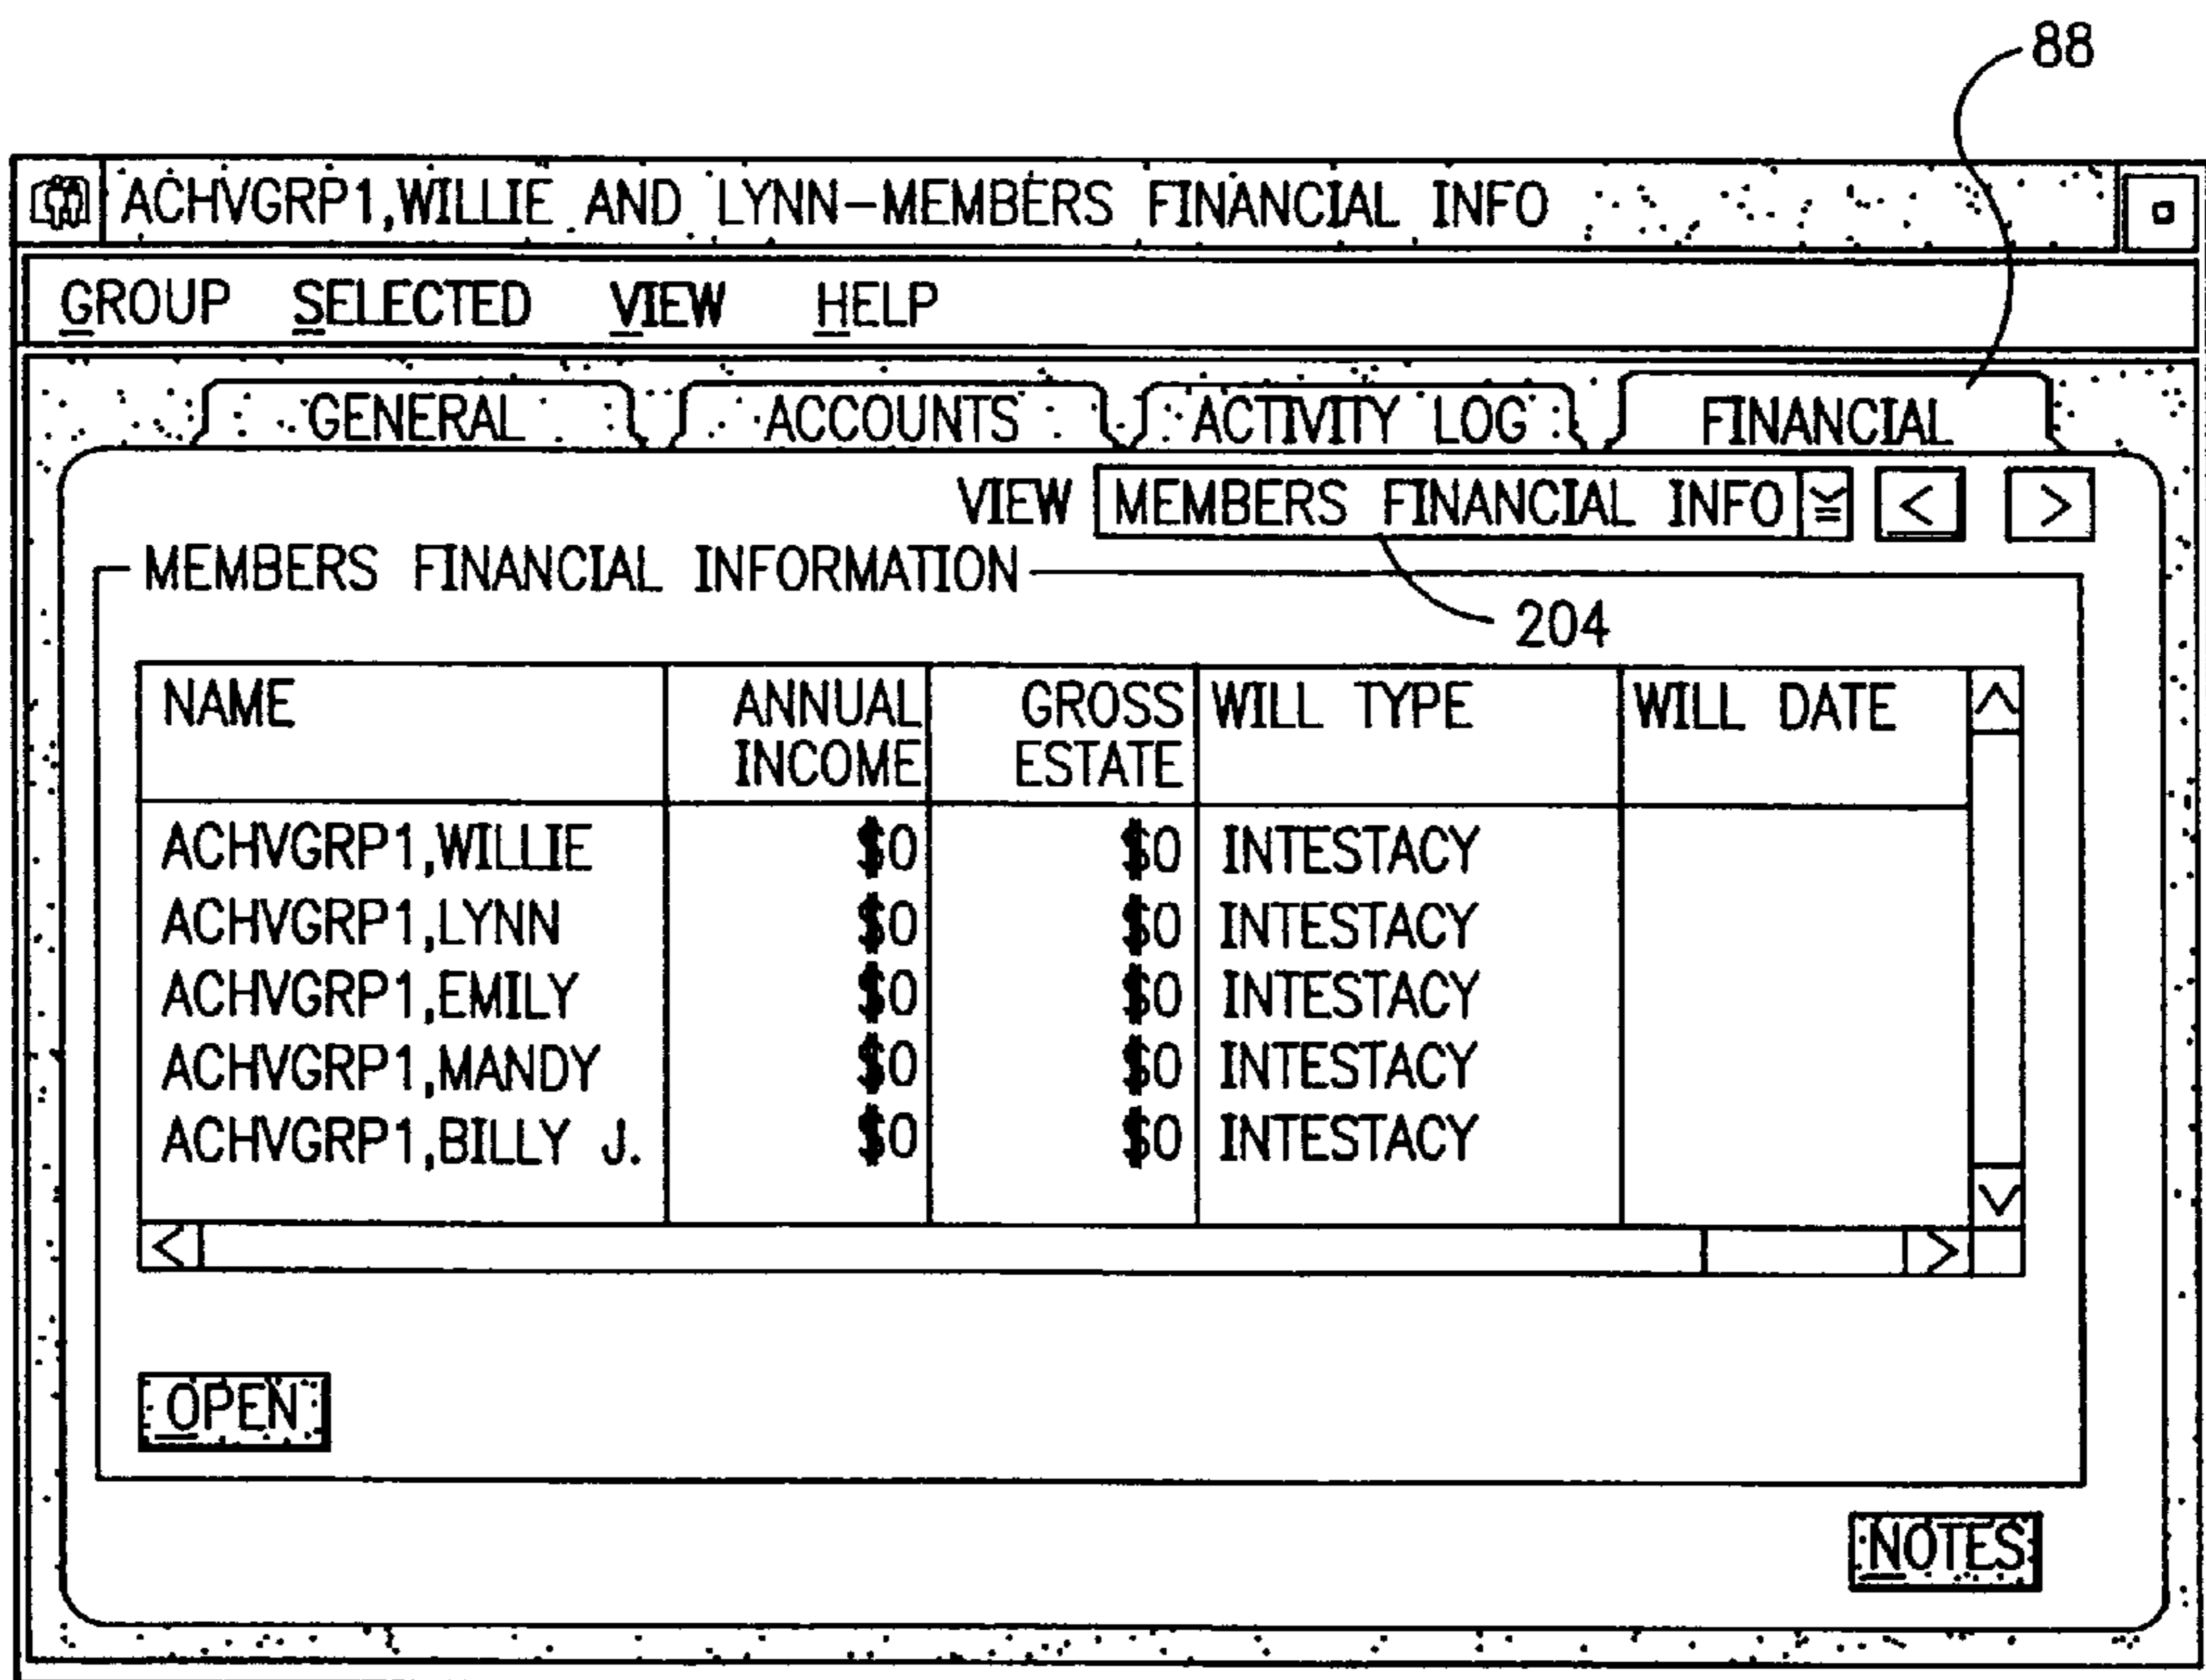 88
ACHVGRP1,WILLIE AND LYNN-MEMBERS FINANCIAL INFO
GROUP SELECTED VIEW HELP
GENERAL ACCOUNTS ACTIVITY LOG FINANCIAL
VIEW MEMBERS FINANCIAL INFO < >
MEMBERS FINANCIAL INFORMATION
204
NAME ANNUAL INCOME GROSS ESTATE WILL TYPE WILL DATE
ACHVGRP1,WILLIE $0 $0 INTESTACY
ACHVGRP1,LYNN $0 $0 INTESTACY
ACHVGRP1,EMILY $0 $0 INTESTACY
ACHVGRP1,MANDY $0 $0 INTESTACY
ACHVGRP1,BILLY J. $0 $0 INTESTACY
OPEN
NOTES